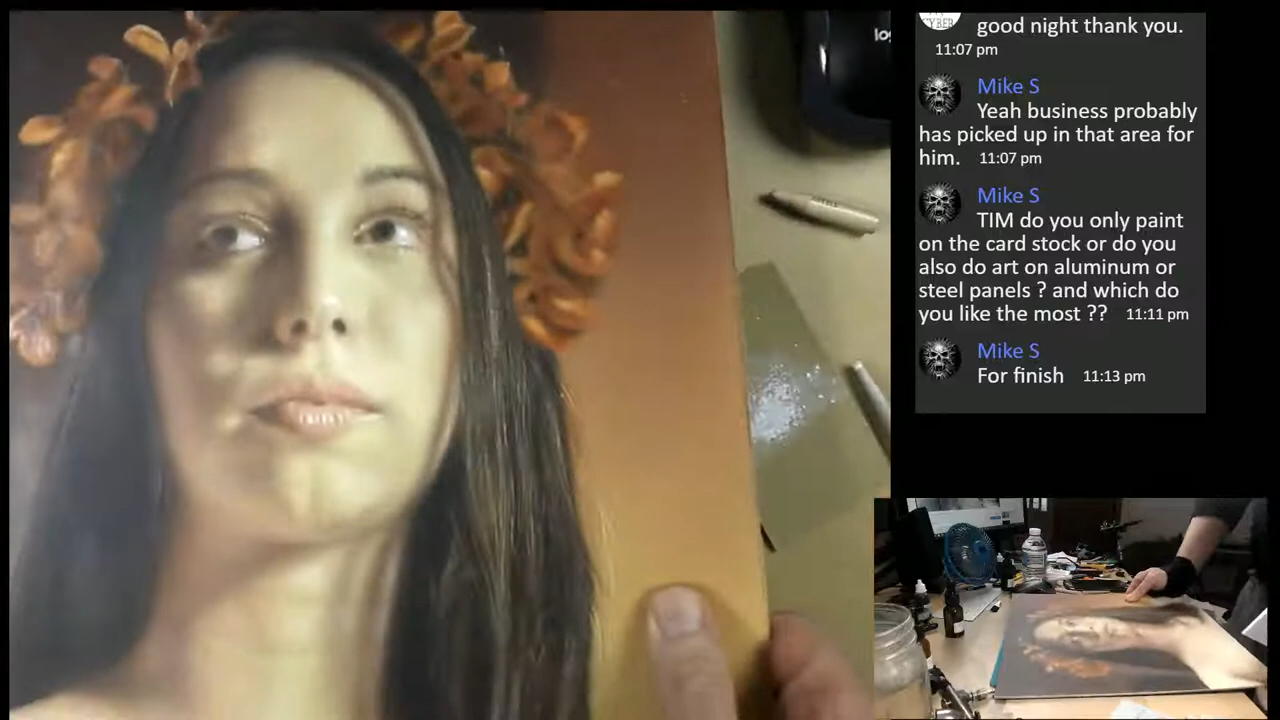 CYBER
good night thank you.
11:07 pm
Mike S
Yeah business probably
has picked up in that area for
him. 11:07 pm
Mike S
TIM do you only paint
on the card stock or do you
also do art on aluminum or
steel panels ? and which do
you like the most ?? 11:11 pm
Mike S
For finish 11:13 pm
log